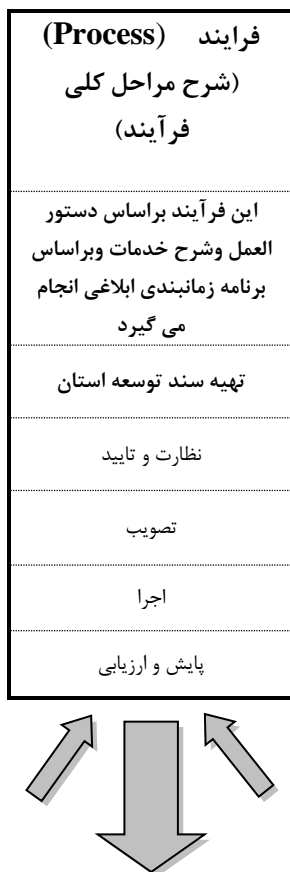 فرایند (Process)
(شرح مراحل کلی
فرآیند)
این فرآیند براساس دستور
العمل وشرح خدمات وبراساس
برنامه زمانبندی ابلاغی انجام
می گیرد
تهیه سند توسعه استان
نظارت و تایید
تصویب
اجرا
پایش و ارزیابی